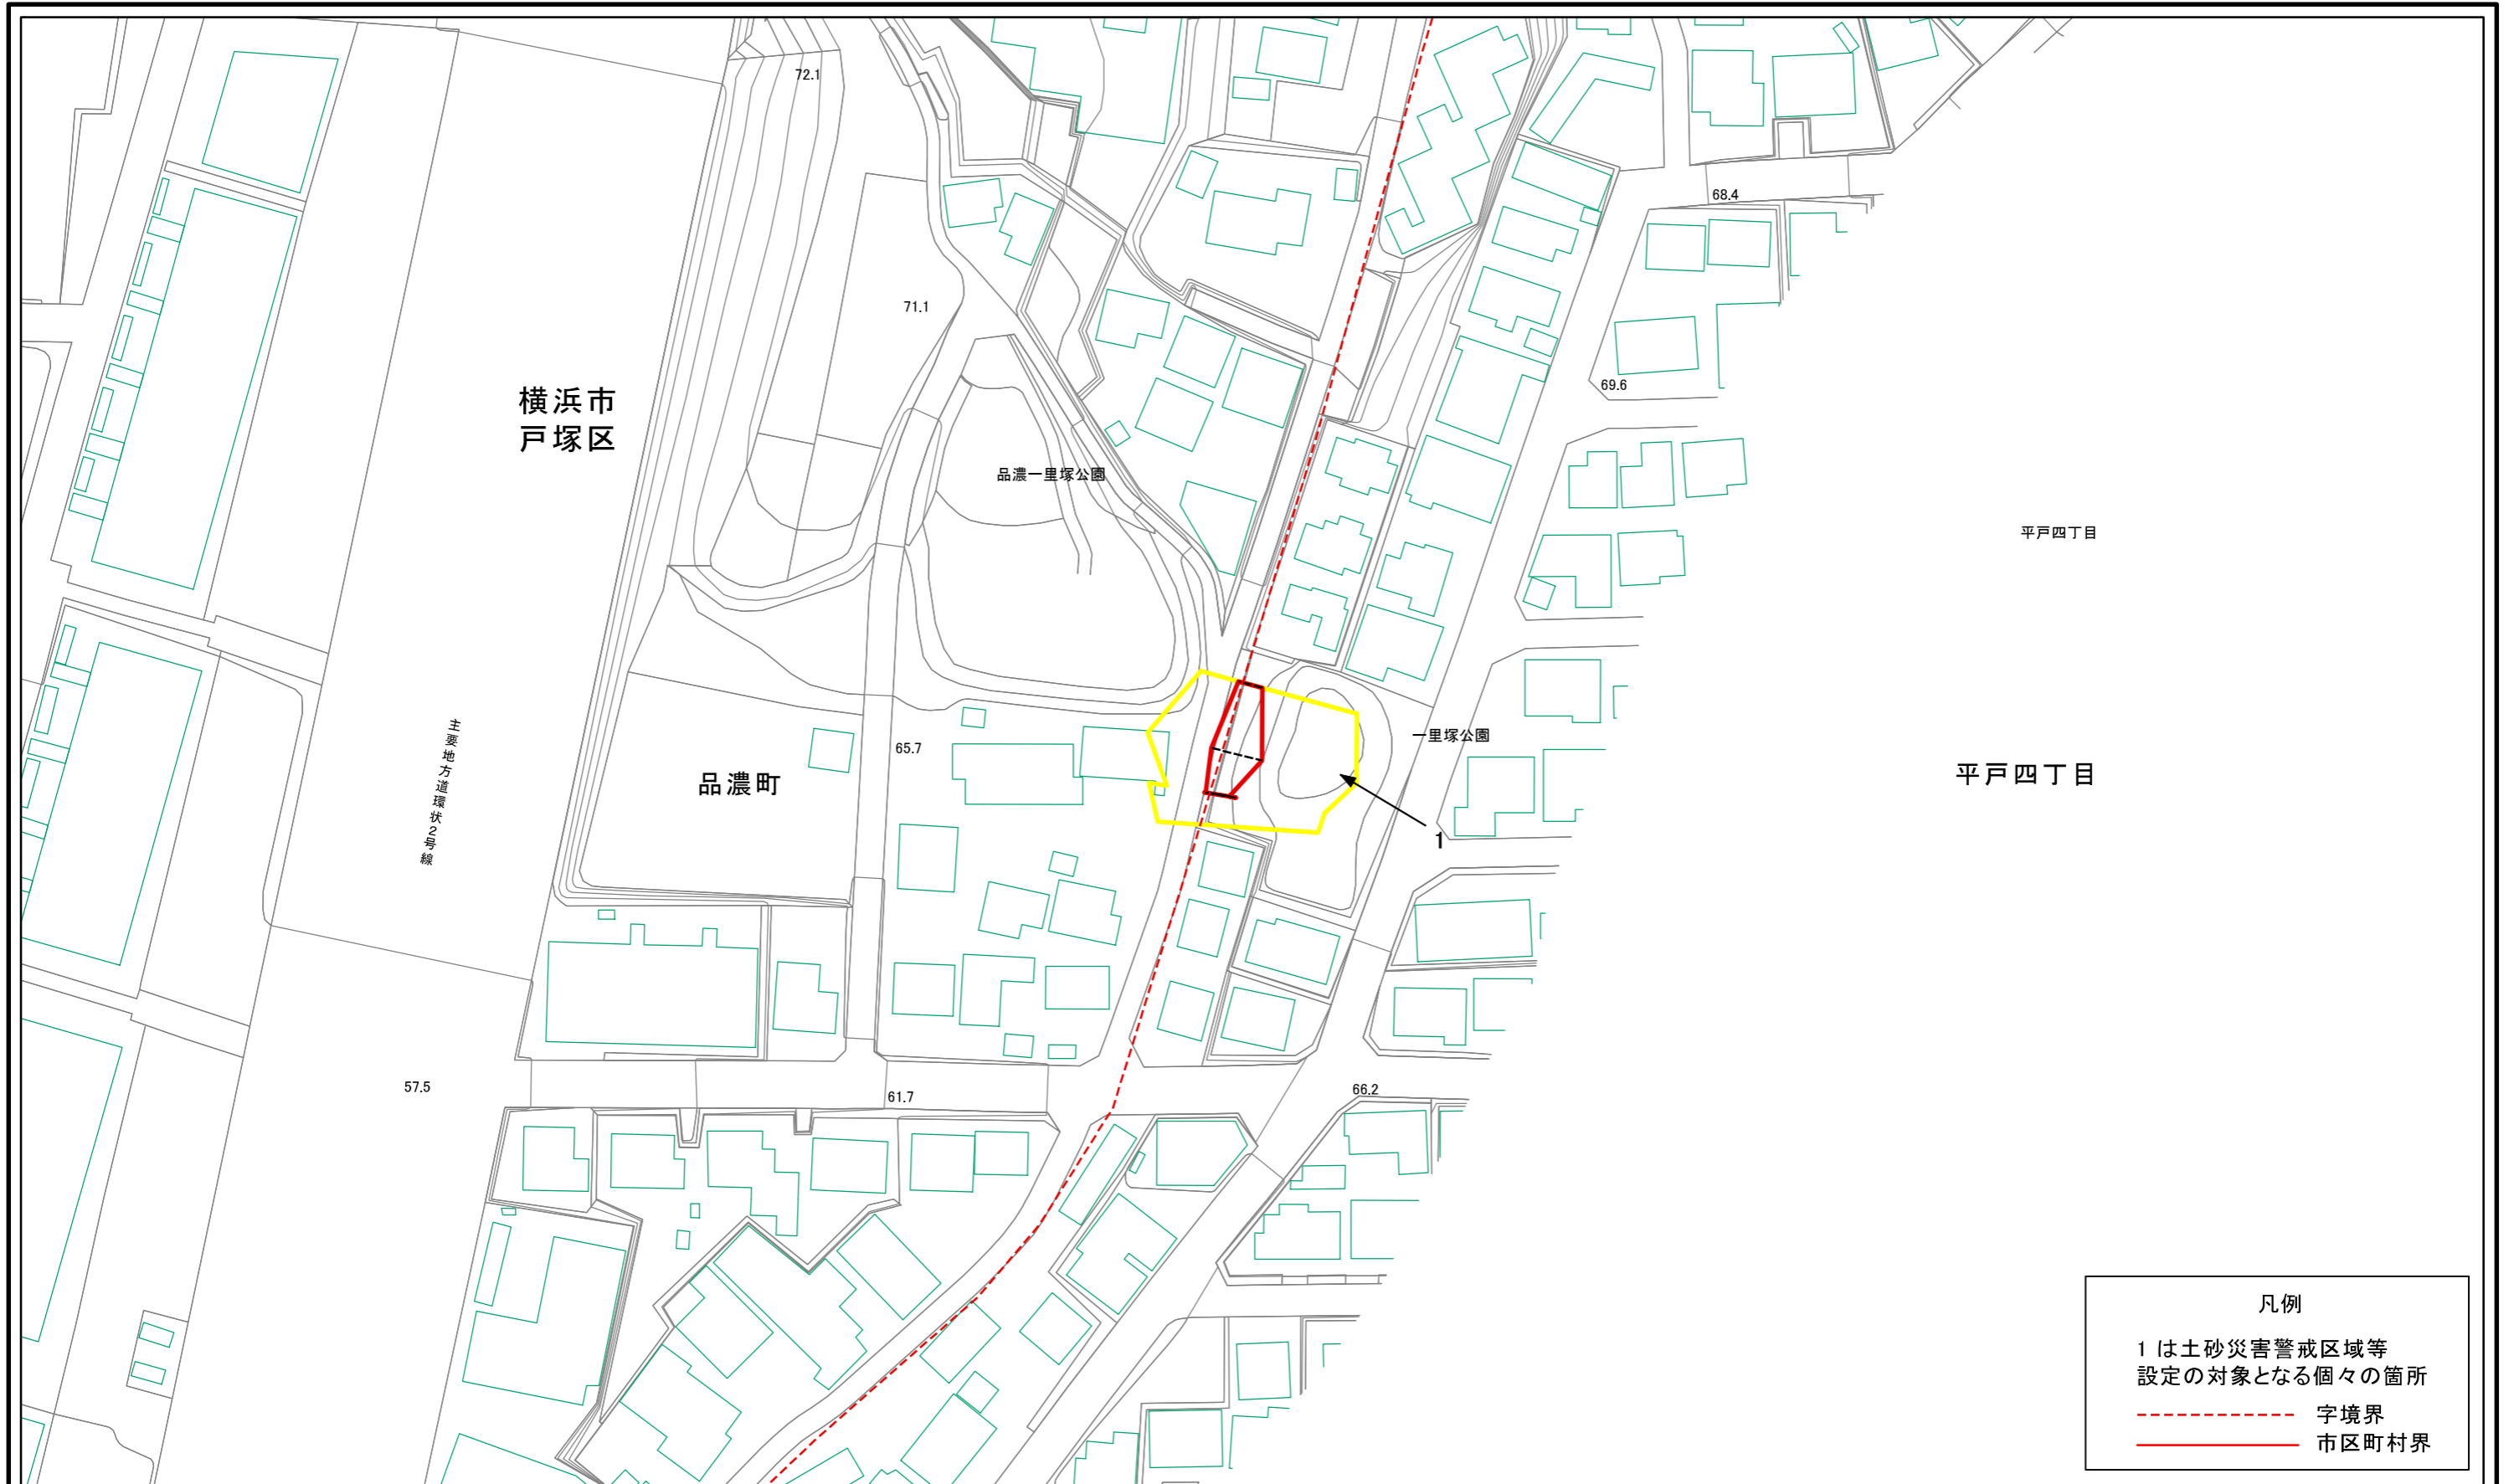 72.1
68.4
71.1
69.6
横浜市
戸塚区
品濃一里塚公園
平戸四丁目
主要地方道環状2号線
65.7
一里塚公園
品濃町
平戸四丁目
1
57.5
61.7
66.2
凡例
1 は土砂災害警戒区域等
設定の対象となる個々の箇所
字境界
市区町村界